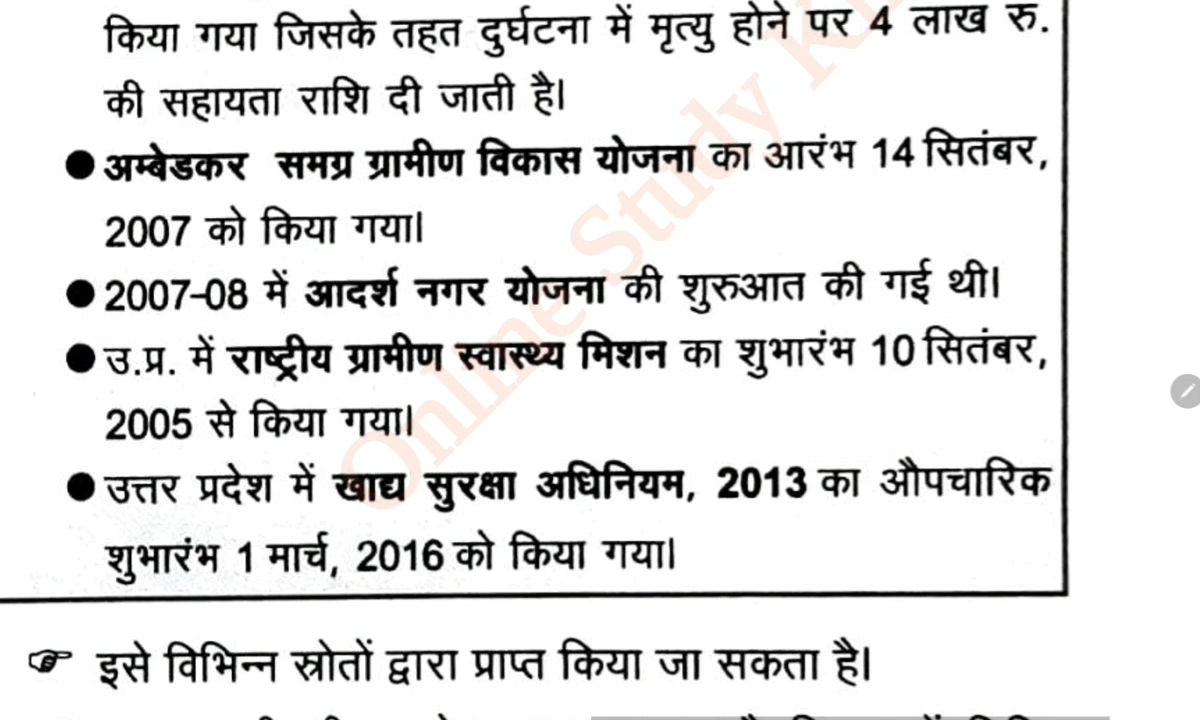 किया गया जिसके तहत दुर्घटना में मृत्यु होने पर 4 लाख रु.
की सहायता राशि दी जाती है।
● अम्बेडकर समग्र ग्रामीण विकास योजना का आरंभ 14 सितंबर,
2007 को किया गया।
● 2007-08 में आदर्श नगर योजना की शुरुआत की गई थी।
● उ.प्र. में राष्ट्रीय ग्रामीण स्वास्थ्य मिशन का शुभारंभ 10 सितंबर,
2005 से किया गया।
● उत्तर प्रदेश में खाद्य सुरक्षा अधिनियम, 2013 का औपचारिक
शुभारंभ 1 मार्च, 2016 को किया गया।
☞ इसे विभिन्न स्रोतों द्वारा प्राप्त किया जा सकता है।
Online Study